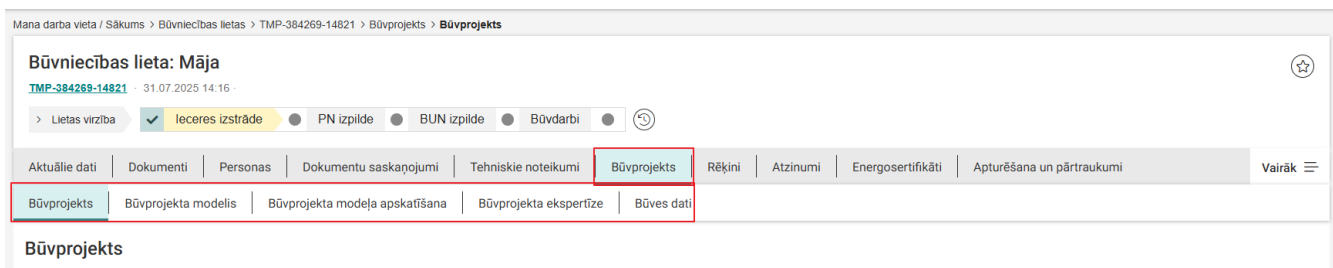 Mana darba vieta / Sākums > Būvniecības lietas > TMP-384269-14821 > Būvprojekts > Būvprojekts
Būvniecības lieta: Māja
TMP-384269-14821 · 31.07.2025 14:16 ·
> Lietas virzība Ieceres izstrāde PN izpilde BUN izpilde Būvdarbi
Aktuālie dati Dokumenti Personas Dokumentu saskaņojumi Tehniskie noteikumi Būvprojekts Rēķini Atzinumi Energosertifikāti Apturēšana un pārtraukumi Vairāk
Būvprojekts Būvprojekta modelis Būvprojekta modeļa apskatīšana Būvprojekta ekspertīze Būves dati
Būvprojekts